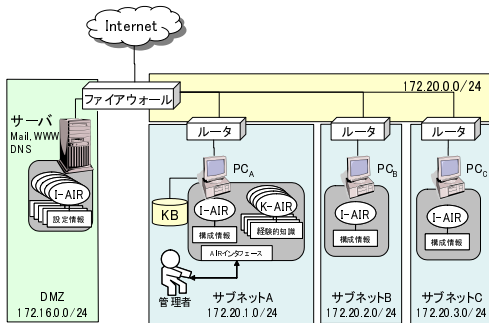 Internet
172.20.0.0/24
ファイアウォール
サーバ
Mail, WWW
DNS
I-AIR
設定情報
DMZ
172.16.0.0/24
ルータ
PCA
KB
I-AIR
K-AIR
構成情報
経験的知識
AIRインタフェース
管理者
サブネットA
172.20.1.0/24
ルータ
PCB
I-AIR
構成情報
サブネットB
172.20.2.0/24
ルータ
PCC
I-AIR
構成情報
サブネットC
172.20.3.0/24